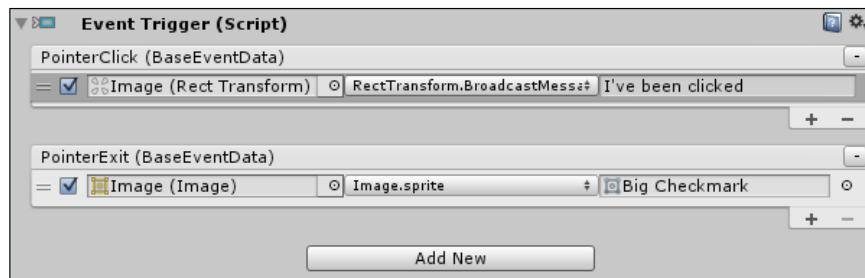 Event Trigger (Script)
PointerClick (BaseEventData)
Image (Rect Transform) RectTransform.BroadcastMessa I've been clicked
PointerExit (BaseEventData)
Image (Image) Image.sprite Big Checkmark
Add New